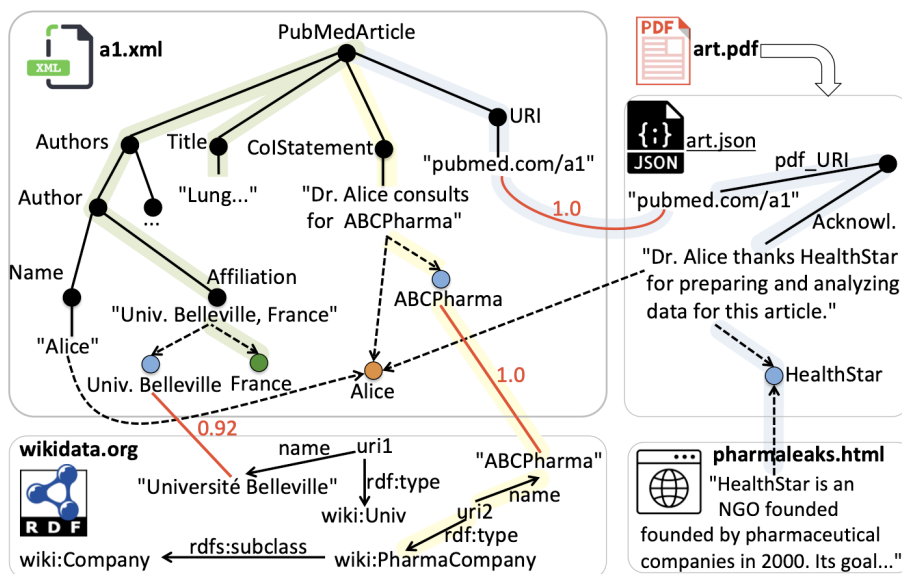 PubMedArticle
XML
a1.xml
PDF
art.pdf
URI
Authors
Title
CoIStatement
{;}
JSON
art.json
pdf_URI
"pubmed.com/a1"
Author
"Lung..."
"Dr. Alice consults
for ABCPharma"
...
1.0
"pubmed.com/a1"
Acknowl.
Name
Affiliation
"Univ. Belleville, France"
ABCPharma
"Dr. Alice thanks HealthStar
for preparing and analyzing
data for this article."
"Alice"
Univ. Belleville
France
Alice
1.0
HealthStar
0.92
wikidata.org
name
uri1
"ABCPharma"
pharmaleaks.html
RDF
"Université Belleville"
rdf:type
name
"HealthStar is an
NGO founded
founded by pharmaceutical
companies in 2000. Its goal..."
wiki:Univ
uri2
rdf:type
wiki:Company
rdfs:subclass
wiki:PharmaCompany